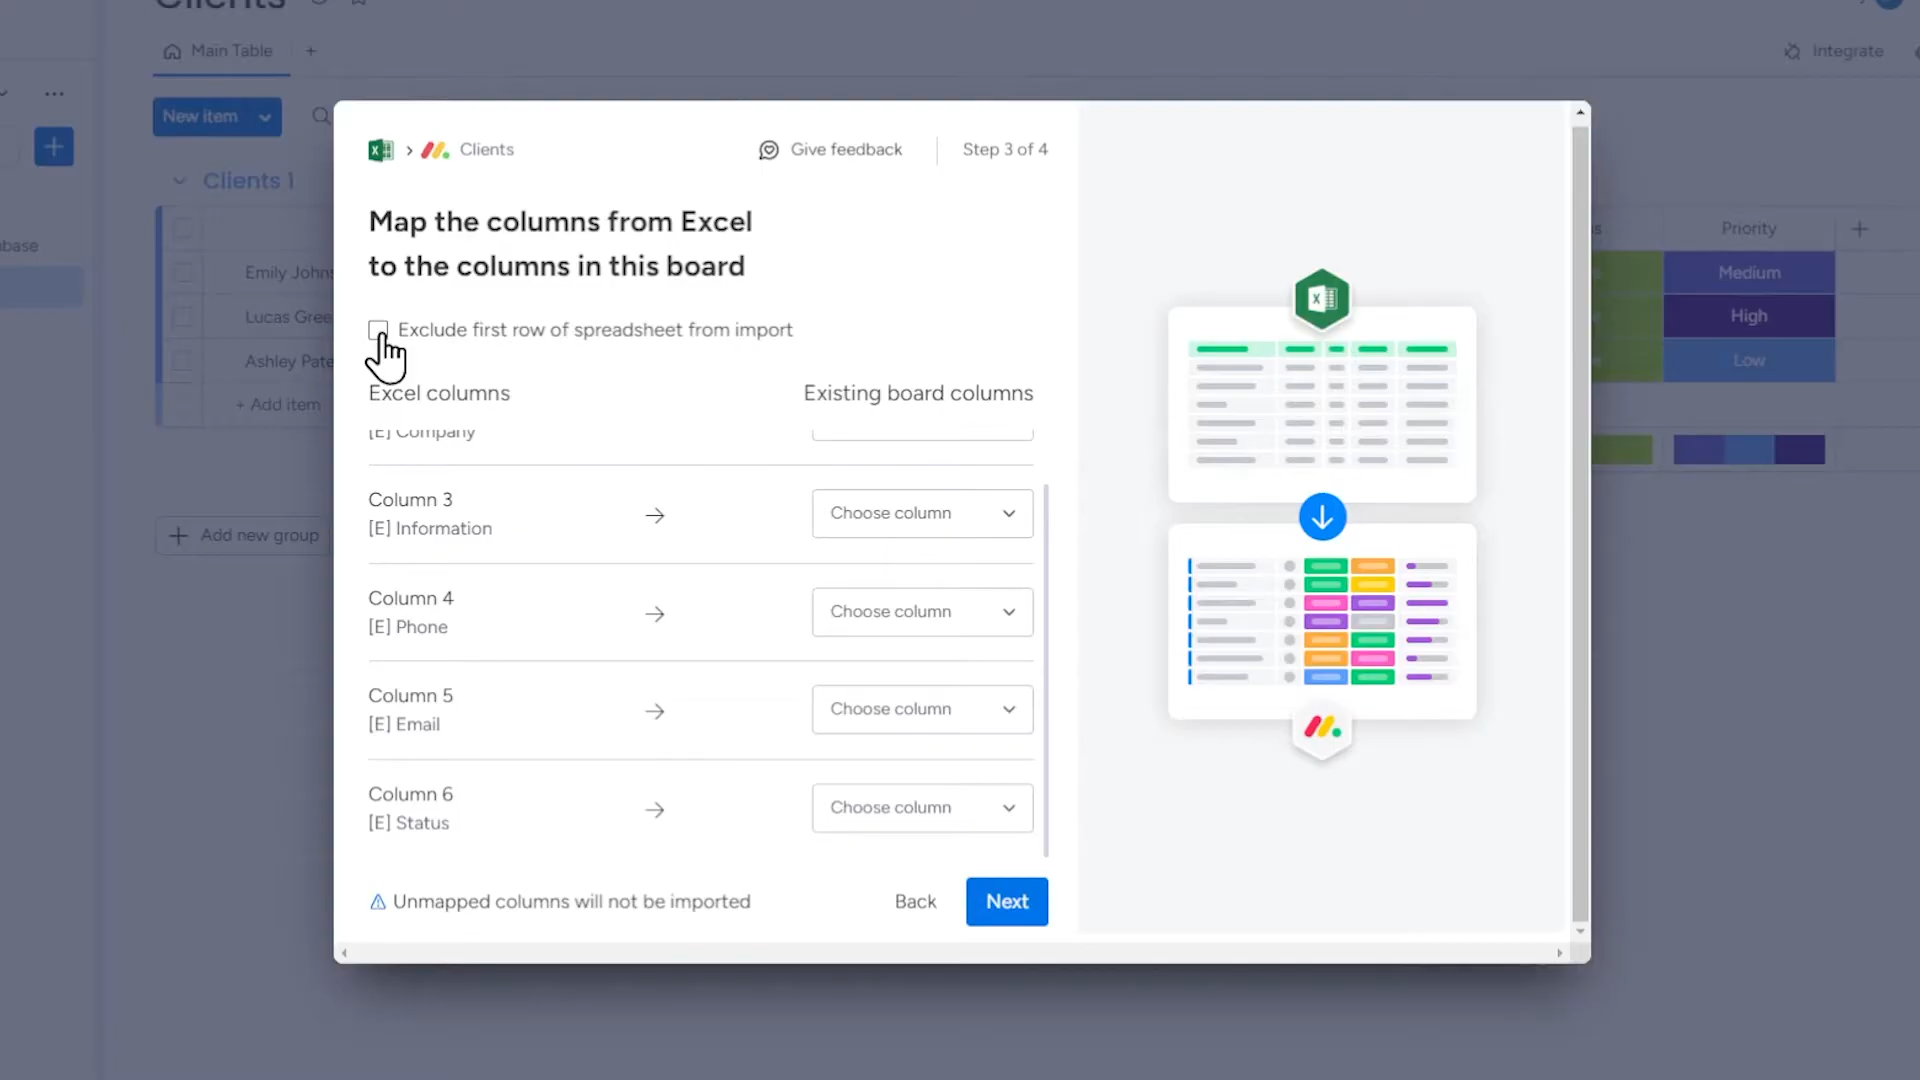 Clients
Main Table
+
Integrate
New item
Clients
Give feedback
Step 3 of 4
Clients 1
Map the columns from Excel
to the columns in this board
Priority
Emily Johns
Medium
Lucas Gree
High
Exclude first row of spreadsheet from import
Ashley Pate
Low
Excel columns
Existing board columns
+ Add item
[E] Company
Column 3
[E] Information
Choose column
Add new group
Column 4
[E] Phone
Choose column
Column 5
[E] Email
Choose column
Column 6
[E] Status
Choose column
Unmapped columns will not be imported
Back
Next